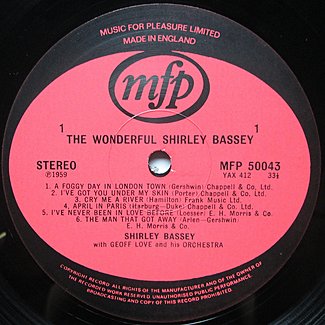 MUSIC FOR PLEASURE LIMITED
MADE IN ENGLAND
mfp
1 1
THE WONDERFUL SHIRLEY BASSEY
STEREO MFP 50043
℗1959 YAX 412 33⅓
1. A FOGGY DAY IN LONDON TOWN (Gershwin: Chappell & Co. Ltd.
2. I'VE GOT YOU UNDER MY SKIN (Porter) Chappell & Co. Ltd.
3. CRY ME A RIVER (Hamilton) Frank Music Ltd.
4. APRIL IN PARIS (Harburg—Duke) Chappell & Co. Ltd.
5. I'VE NEVER BEEN IN LOVE BEFORE (Loesser) E. H. Morris & Co.
6. THE MAN THAT GOT AWAY (Arlen—Gershwin)
E. H. Morris & Co.
SHIRLEY BASSEY
with GEOFF LOVE and his ORCHESTRA
COPYRIGHT RECORD ALL RIGHTS OF THE MANUFACTURER AND OF THE OWNER OF
THE RECORDED WORK RESERVED UNAUTHORISED PUBLIC PERFORMANCE
BROADCASTING AND COPY OF THIS RECORD PROHIBITED.